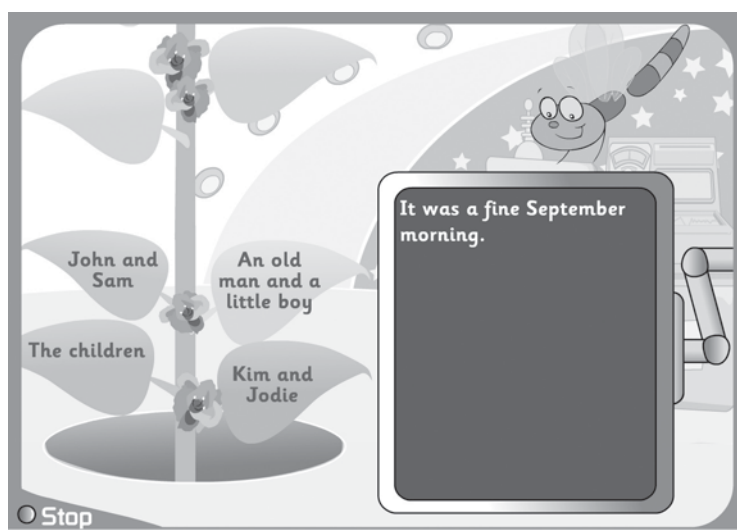 John and
Sam
An old
man and a
little boy
The children
Kim and
Jodie
It was a fine September
morning.
Stop